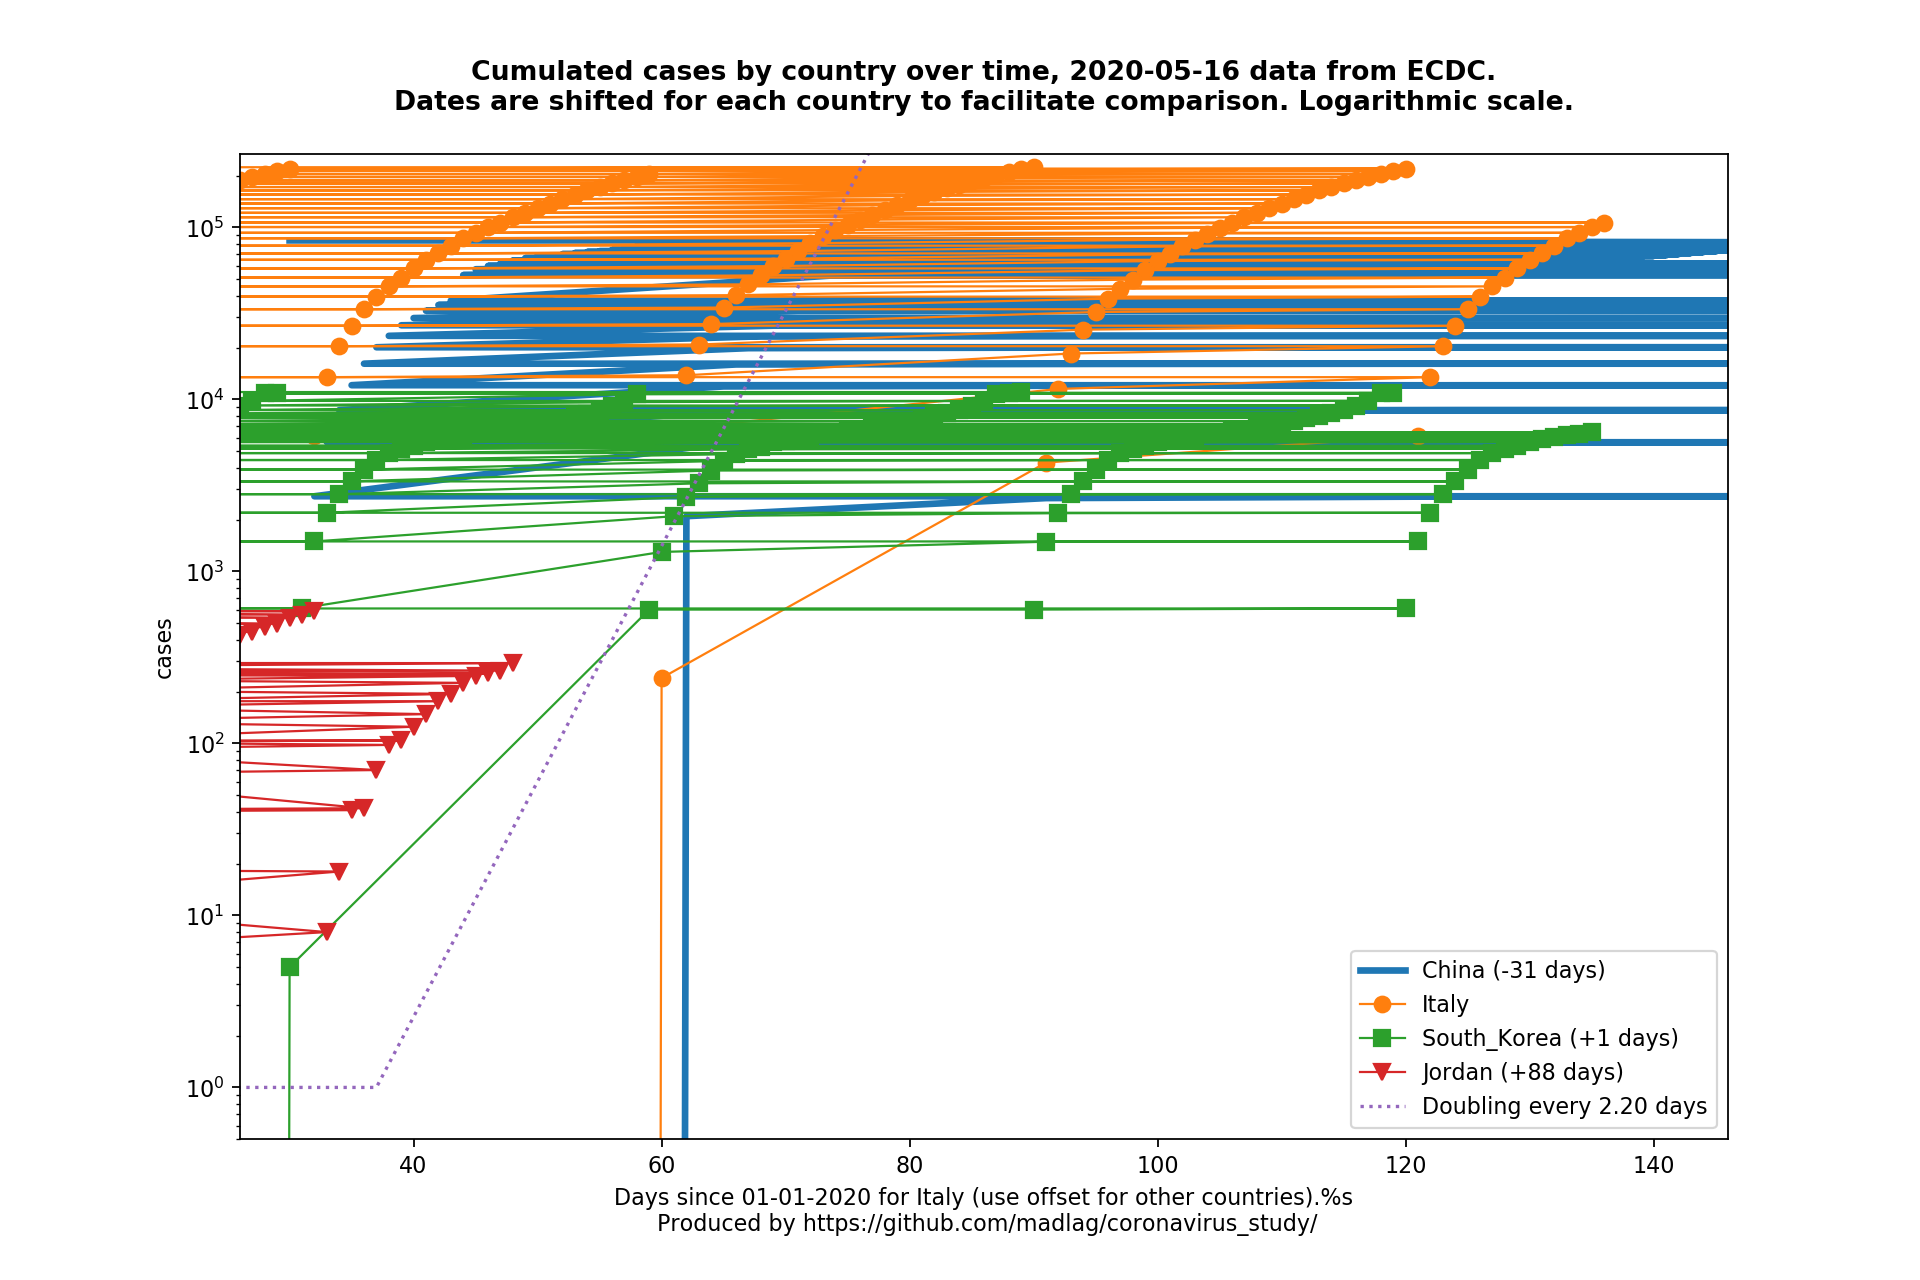 Cumulated cases by country over time, 2020-05-16 data from ECDC.
Dates are shifted for each country to facilitate comparison. Logarithmic scale.
10^5
10^4
10^3
10^2
10^1
10^0
cases
40 60 80 100 120 140
Days since 01-01-2020 for Italy (use offset for other countries).%s
Produced by https://github.com/madlag/coronavirus_study/
China (-31 days)
Italy
South_Korea (+1 days)
Jordan (+88 days)
Doubling every 2.20 days